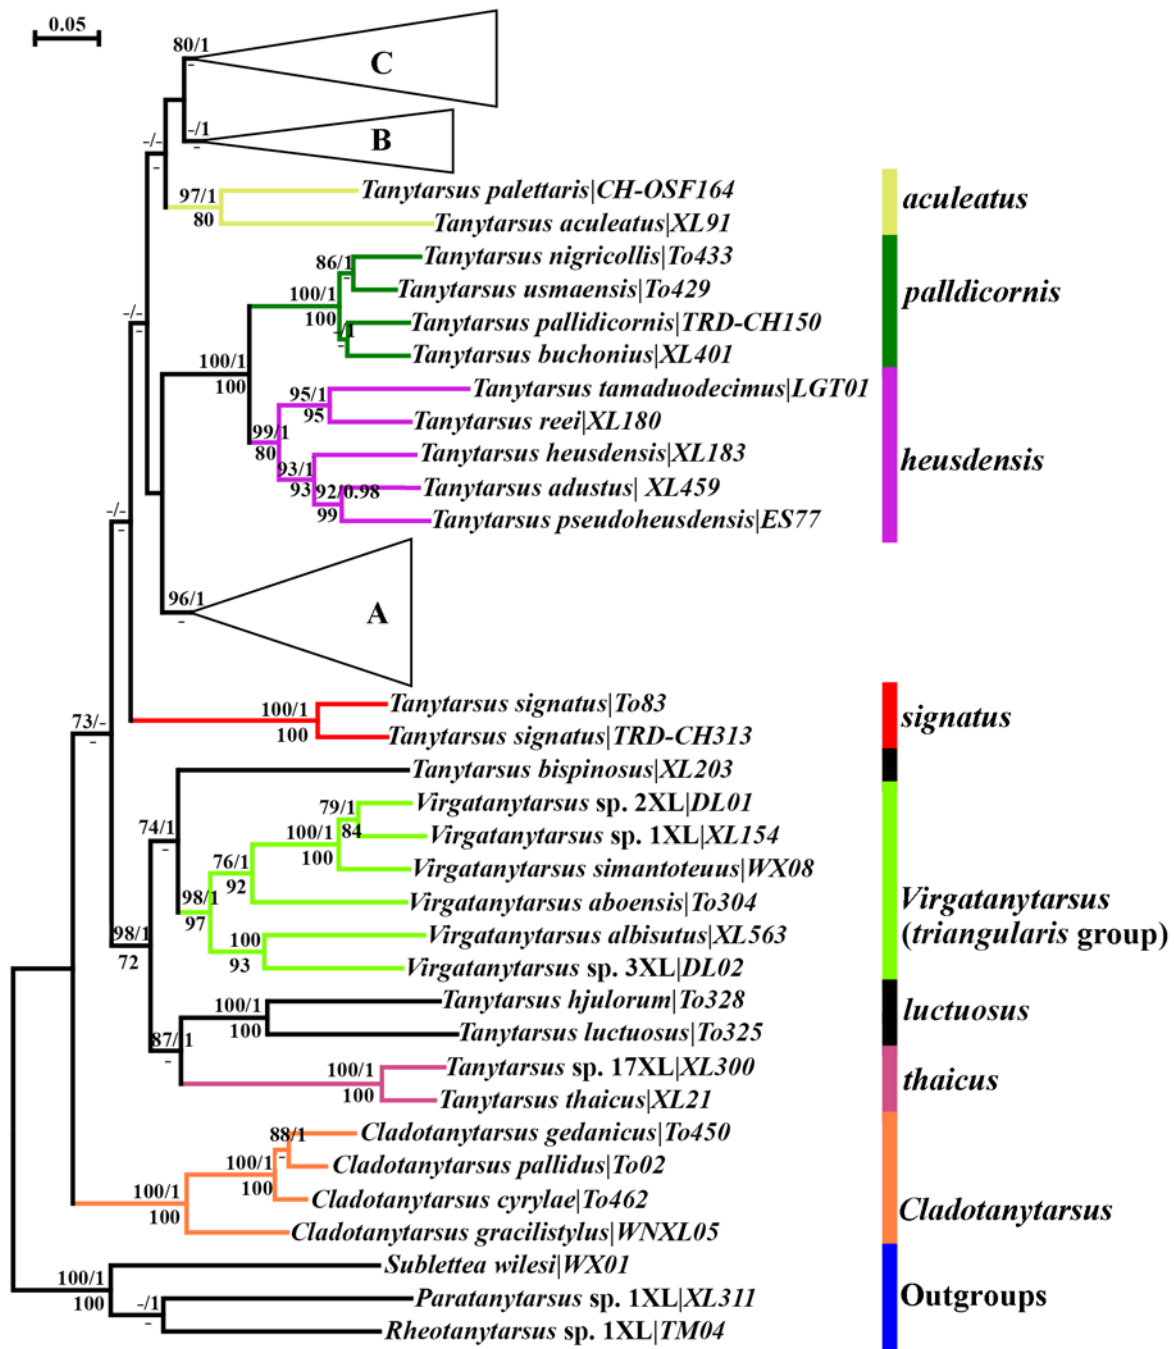 0.05
80/1
-
C
-/1
-
B
-/-
-
97/1
80
Tanytarsus palettaris|CH-OSF164
Tanytarsus aculeatus|XL91
aculeatus
86/1
-
Tanytarsus nigricollis|To433
Tanytarsus usmaensis|To429
100/1
100
-/1
-
Tanytarsus pallidicornis|TRD-CH150
Tanytarsus buchonius|XL401
palldicornis
-/-
-
100/1
100
95/1
95
Tanytarsus tamaduodecimus|LGT01
Tanytarsus reei|XL180
99/1
80
93/1
93
Tanytarsus heusdensis|XL183
92/0.98
99
Tanytarsus adustus| XL459
Tanytarsus pseudoheusdensis|ES77
heusdensis
-/-
-
96/1
-
A
100/1
100
Tanytarsus signatus|To83
Tanytarsus signatus|TRD-CH313
signatus
73/-
-
Tanytarsus bispinosus|XL203
74/1
79/1
84
Virgatanytarsus sp. 2XL|DL01
Virgatanytarsus sp. 1XL|XL154
100/1
100
Virgatanytarsus simantoteuus|WX08
76/1
92
Virgatanytarsus aboensis|To304
98/1
97
100
93
Virgatanytarsus albisutus|XL563
Virgatanytarsus sp. 3XL|DL02
Virgatanytarsus
(triangularis group)
98/1
72
100/1
100
Tanytarsus hjulorum|To328
Tanytarsus luctuosus|To325
luctuosus
87/1
-
100/1
100
Tanytarsus sp. 17XL|XL300
Tanytarsus thaicus|XL21
thaicus
88/1
-
Cladotanytarsus gedanicus|To450
Cladotanytarsus pallidus|To02
100/1
100
Cladotanytarsus cyrylae|To462
100/1
100
Cladotanytarsus gracilistylus|WNXL05
Cladotanytarsus
100/1
100
Sublettea wilesi|WX01
-/1
-
Paratanytarsus sp. 1XL|XL311
Rheotanytarsus sp. 1XL|TM04
Outgroups